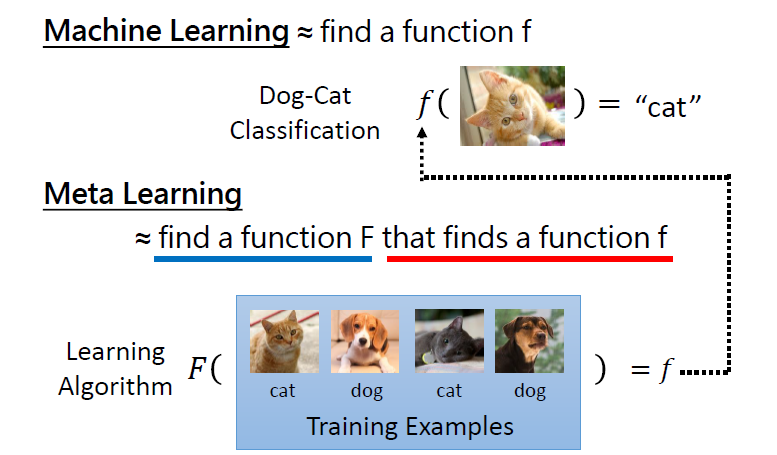 Machine Learning ≈ find a function f
Dog-Cat
Classification
𝑓( ) = “cat”
Meta Learning
≈ find a function F that finds a function f
Learning
Algorithm
𝐹( ) = 𝑓
cat dog cat dog
Training Examples